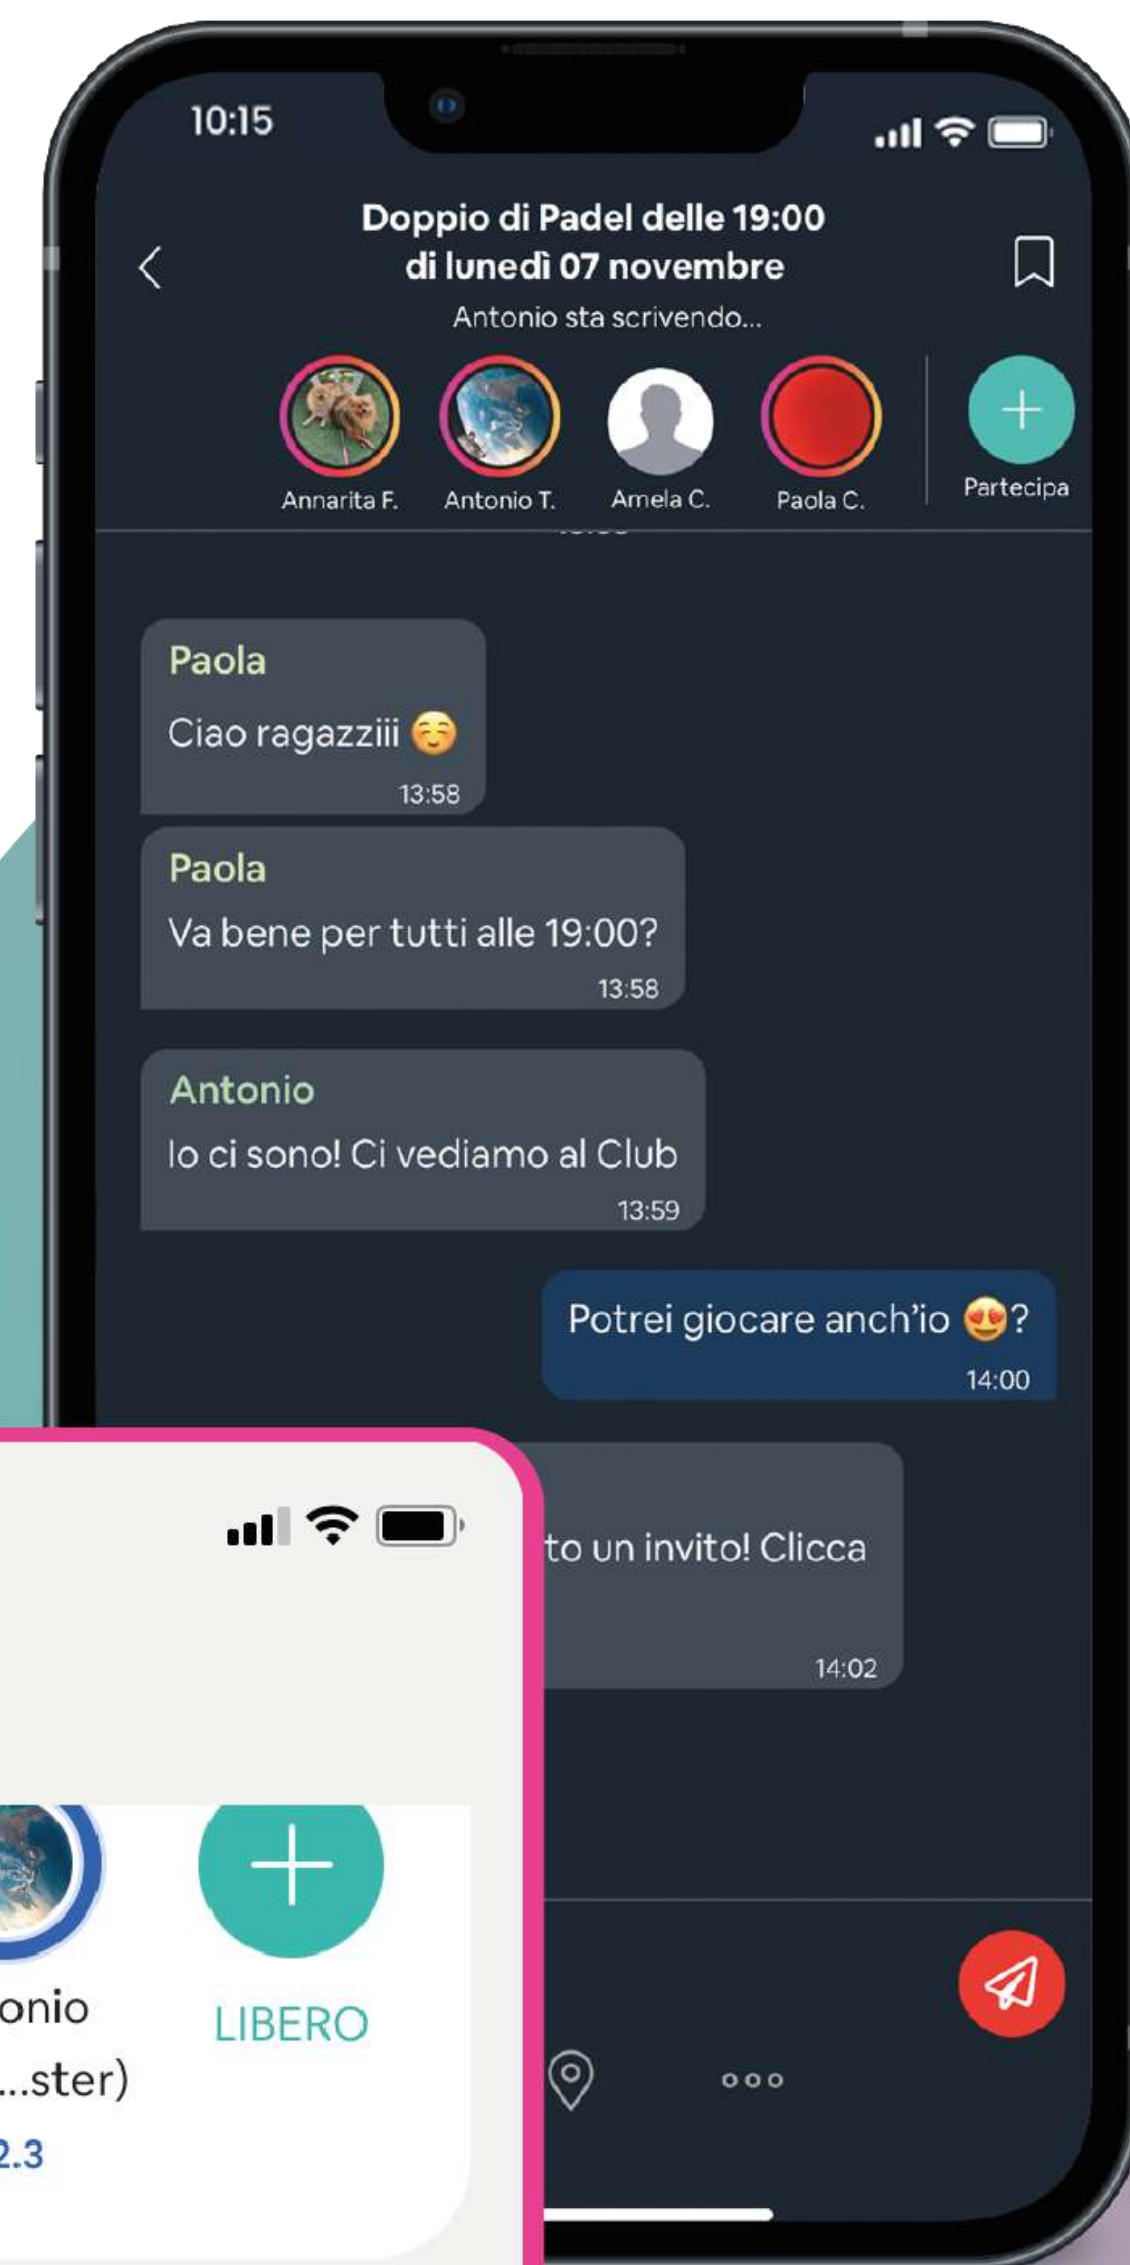 10:15
Doppio di Padel delle 19:00
di lunedì 07 novembre
Antonio sta scrivendo...
Annarita F.
Antonio T.
Amela C.
Paola C.
Partecipa
Paola
Ciao ragazziii ☺️
13:58
Paola
Va bene per tutti alle 19:00?
13:58
Antonio
Io ci sono! Ci vediamo al Club
13:59
Potrei giocare anch'io 😍?
14:00
to un invito! Clicca
14:02
onio
...ster)
2.3
LIBERO